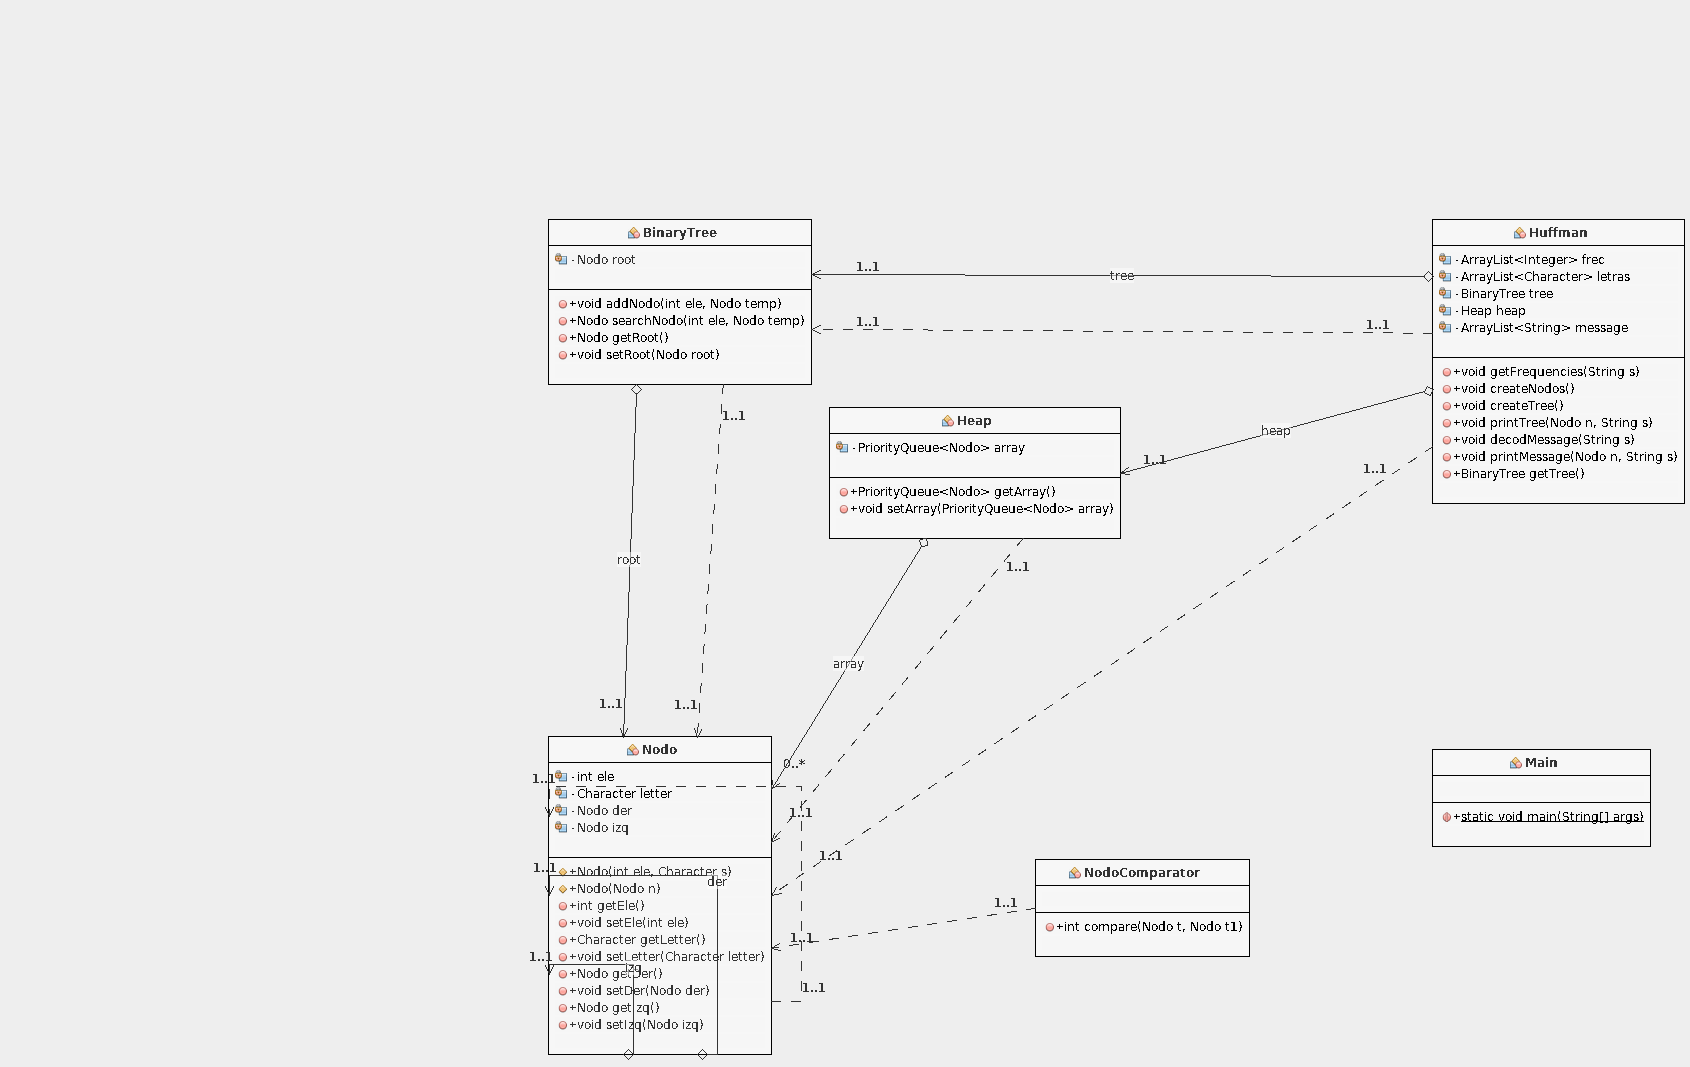 BinaryTree
- Nodo root
+void addNodo(int ele, Nodo temp)
+Nodo searchNodo(int ele, Nodo temp)
+Nodo getRoot()
+void setRoot(Nodo root)
Huffman
- ArrayList<Integer> frec
- ArrayList<Character> letras
- BinaryTree tree
- Heap heap
- ArrayList<String> message
+void getFrequencies(String s)
+void createNodos()
+void createTree()
+void printTree(Nodo n, String s)
+void decodMessage(String s)
+void printMessage(Nodo n, String s)
+BinaryTree getTree()
1..1
tree
1..1
1..1
1..1
Heap
- PriorityQueue<Nodo> array
+PriorityQueue<Nodo> getArray()
+void setArray(PriorityQueue<Nodo> array)
heap
1..1
1..1
root
1..1
1..1
1..1
array
0..*
1..1
1..1
Nodo
1..1
- int ele
- Character letter
- Nodo der
- Nodo izq
1..1
+Nodo(int ele, Character s)
der
+Nodo(Nodo n)
+int getEle()
+void setEle(int ele)
+Character getLetter()
1..1
+void setLetter(Character letter)
izq
+Nodo getDer()
+void setDer(Nodo der)
+Nodo getIzq()
+void setIzq(Nodo izq)
1..1
1..1
1..1
NodoComparator
+int compare(Nodo t, Nodo t1)
Main
+static void main(String[] args)